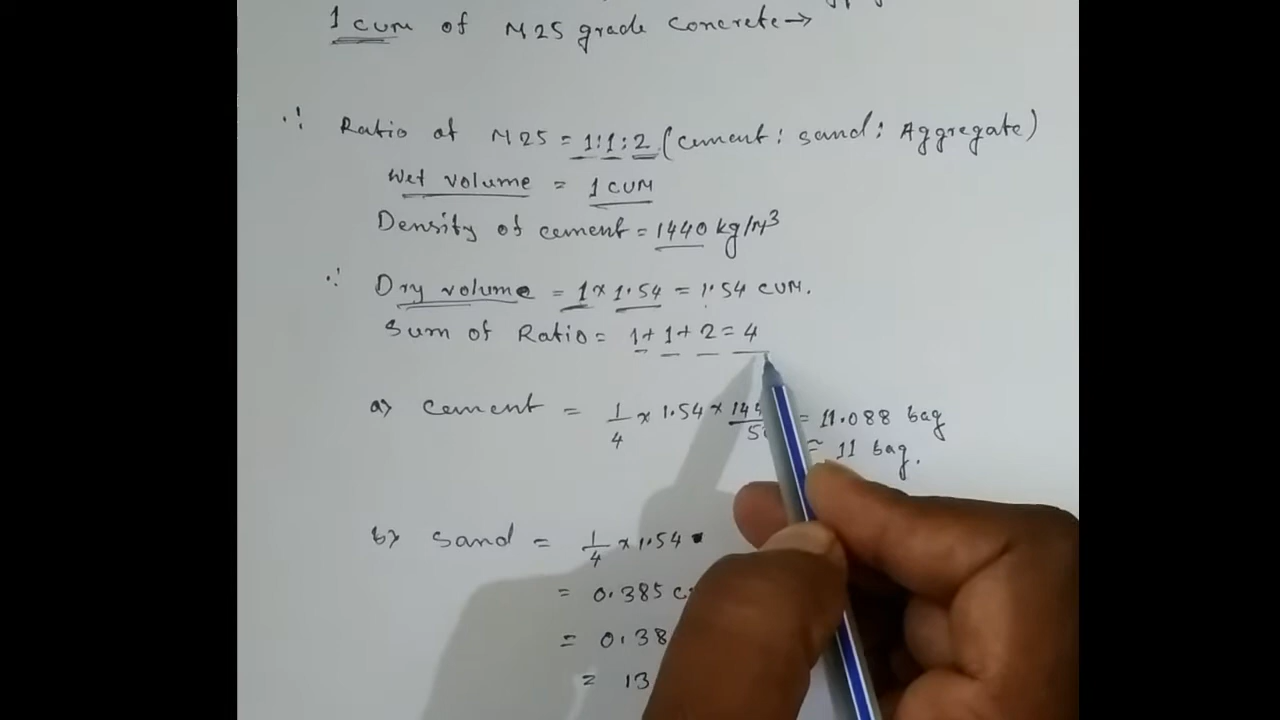 1 cum of M25 grade concrete→
∴ Ratio of M25 = 1:1:2 (cement: sand: Aggregate)
Wet volume = 1 CUM
Density of cement = 1440 kg/M³
∴ Dry volume = 1 × 1.54 = 1.54 CUM.
Sum of Ratio = 1+1+2=4
a) cement = 1/4 × 1.54 × 144 / 5 = 11.088 bag
≈ 11 bag.
b) sand = 1/4 × 1.54
= 0.385 c
= 0.38
= 13